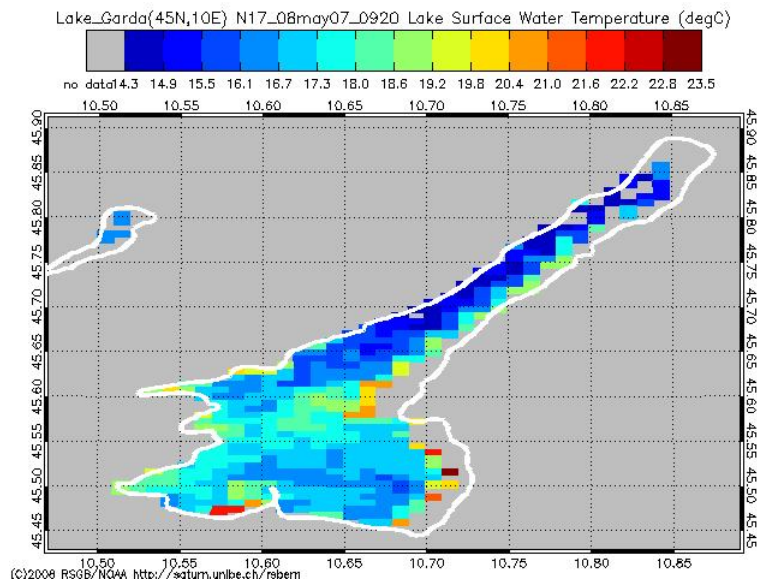 Lake_Garda(45N,10E) N17_08may07_0920 Lake Surface Water Temperature (degC)
no data14.3 14.9 15.5 16.1 16.7 17.3 18.0 18.6 19.2 19.8 20.4 21.0 21.6 22.2 22.8 23.5
10.50 10.55 10.60 10.65 10.70 10.75 10.80 10.85
45.90 45.90
45.85 45.85
45.80 45.80
45.75 45.75
45.70 45.70
45.65 45.65
45.60 45.60
45.55 45.55
45.50 45.50
45.45 45.45
10.50 10.55 10.60 10.65 10.70 10.75 10.80 10.85
(C)2008 RSGB/NOAA http://saturn.unibe.ch/rsbern